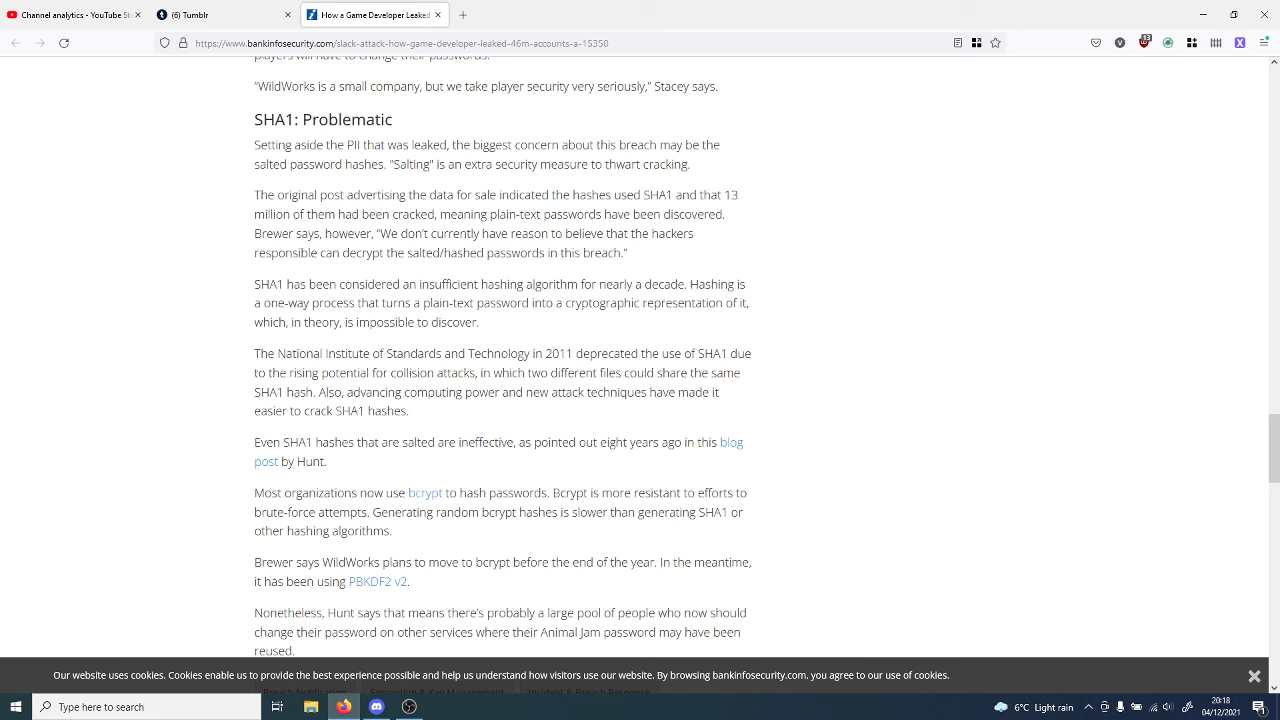 Channel analytics - YouTube St
(6) Tumblr
How a Game Developer Leaked
https://www.bankinfosecurity.com/slack-attack-how-game-developer-leaked-46m-accounts-a-15350
13
players will have to change their passwords.
"WildWorks is a small company, but we take player security very seriously," Stacey says.
SHA1: Problematic
Setting aside the PII that was leaked, the biggest concern about this breach may be the
salted password hashes. "Salting" is an extra security measure to thwart cracking.
The original post advertising the data for sale indicated the hashes used SHA1 and that 13
million of them had been cracked, meaning plain-text passwords have been discovered.
Brewer says, however, "We don't currently have reason to believe that the hackers
responsible can decrypt the salted/hashed passwords in this breach."
SHA1 has been considered an insufficient hashing algorithm for nearly a decade. Hashing is
a one-way process that turns a plain-text password into a cryptographic representation of it,
which, in theory, is impossible to discover.
The National Institute of Standards and Technology in 2011 deprecated the use of SHA1 due
to the rising potential for collision attacks, in which two different files could share the same
SHA1 hash. Also, advancing computing power and new attack techniques have made it
easier to crack SHA1 hashes.
Even SHA1 hashes that are salted are ineffective, as pointed out eight years ago in this blog
post by Hunt.
Most organizations now use bcrypt to hash passwords. Bcrypt is more resistant to efforts to
brute-force attempts. Generating random bcrypt hashes is slower than generating SHA1 or
other hashing algorithms.
Brewer says WildWorks plans to move to bcrypt before the end of the year. In the meantime,
it has been using PBKDF2 v2.
Nonetheless, Hunt says that means there's probably a large pool of people who now should
change their password on other services where their Animal Jam password may have been
reused.
Our website uses cookies. Cookies enable us to provide the best experience possible and help us understand how visitors use our website. By browsing bankinfosecurity.com, you agree to our use of cookies.
Breach Notification Encryption & Key Management Incident & Breach Response
Type here to search
6°C Light rain
20:18
04/12/2021